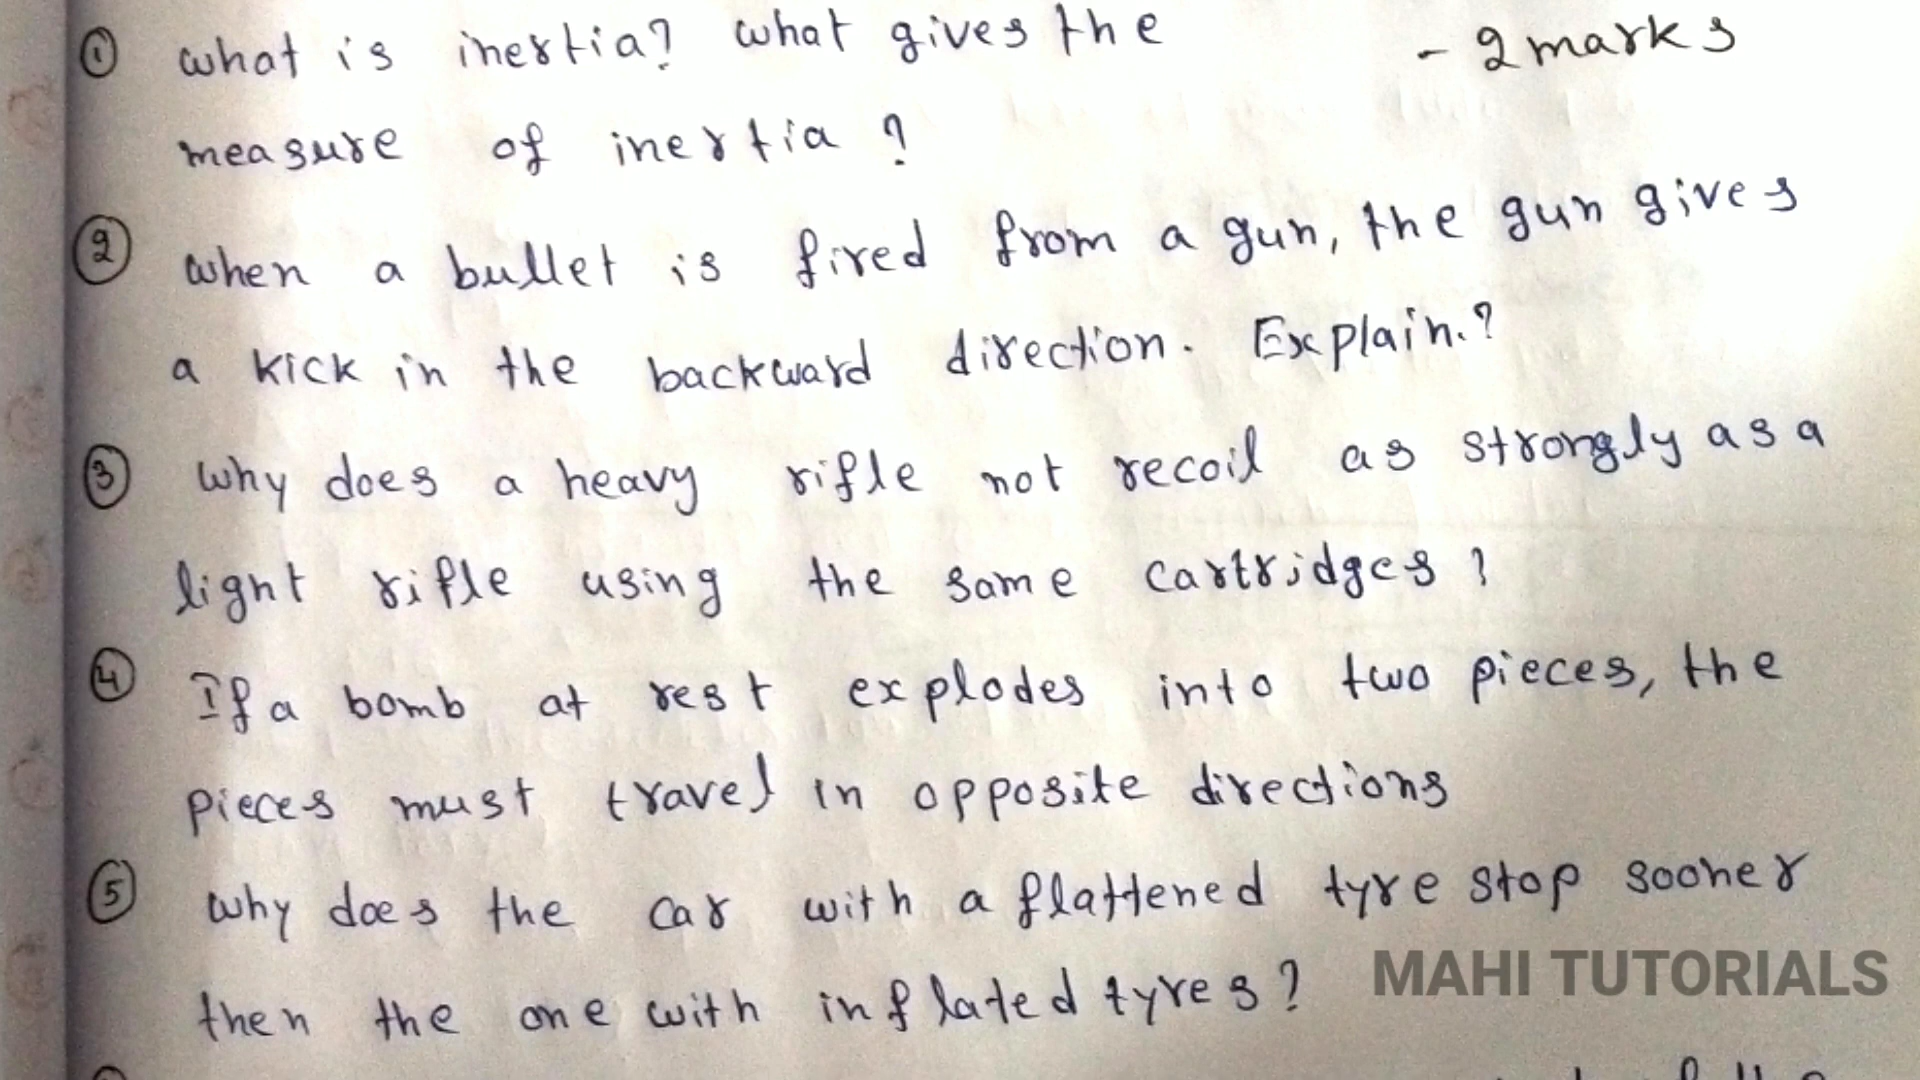 ① what is inertia? what gives the - 2 marks
measure of inertia?
② when a bullet is fired from a gun, the gun gives
a kick in the backward direction. Explain.?
③ why does a heavy rifle not recoil as strongly as a
light rifle using the same cartridges?
④ If a bomb at rest explodes into two pieces, the
pieces must travel in opposite directions
⑤ why does the car with a flattened tyre stop sooner
then the one with inflated tyres?
MAHI TUTORIALS